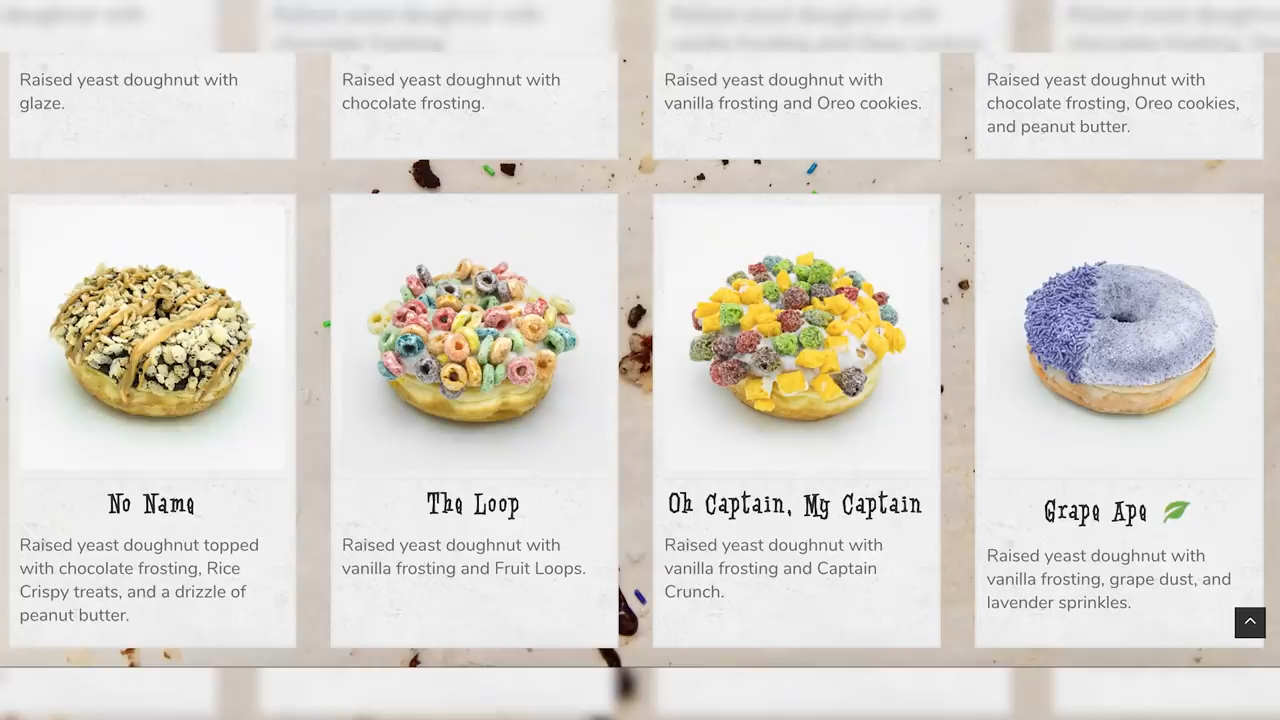 Raised yeast doughnut with
glaze.
Raised yeast doughnut with
chocolate frosting.
Raised yeast doughnut with
vanilla frosting and Oreo cookies.
Raised yeast doughnut with
chocolate frosting, Oreo cookies,
and peanut butter.
No Name
Raised yeast doughnut topped
with chocolate frosting, Rice
Crispy treats, and a drizzle of
peanut butter.
The Loop
Raised yeast doughnut with
vanilla frosting and Fruit Loops.
Oh Captain, My Captain
Raised yeast doughnut with
vanilla frosting and Captain
Crunch.
Grape Ape
Raised yeast doughnut with
vanilla frosting, grape dust, and
lavender sprinkles.